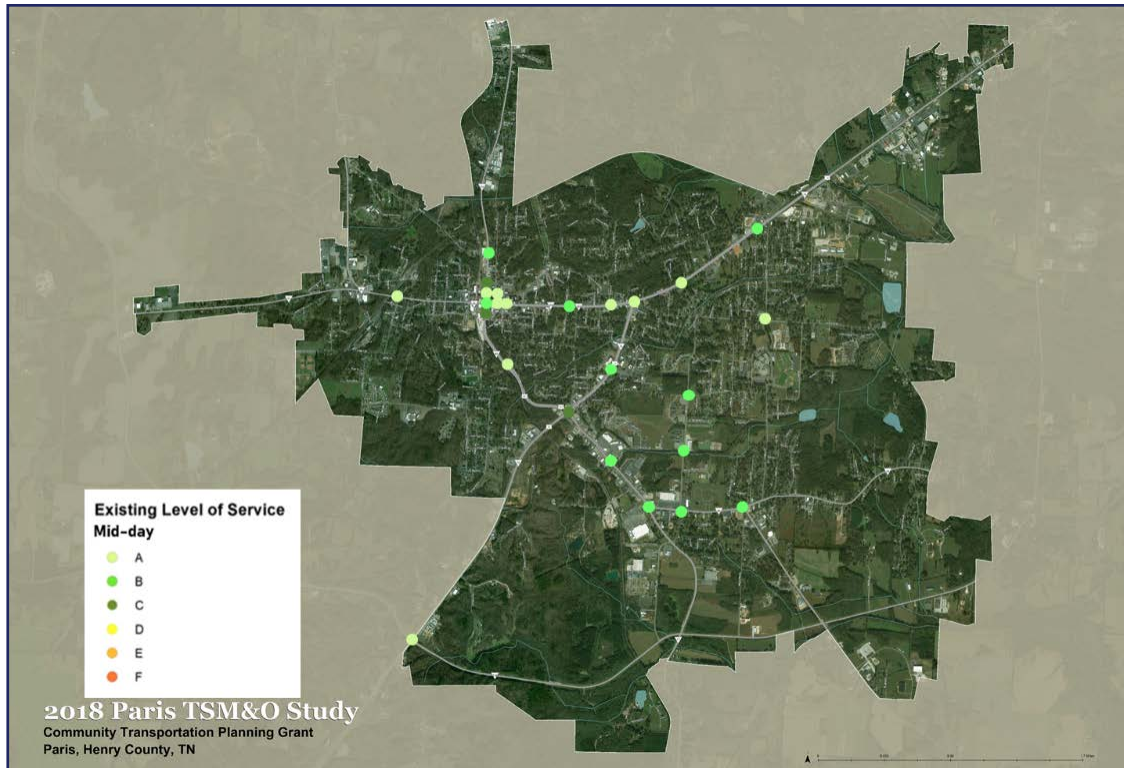 Existing Level of Service
Mid-day
A
B
C
D
E
F
2018 Paris TSM&O Study
Community Transportation Planning Grant
Paris, Henry County, TN